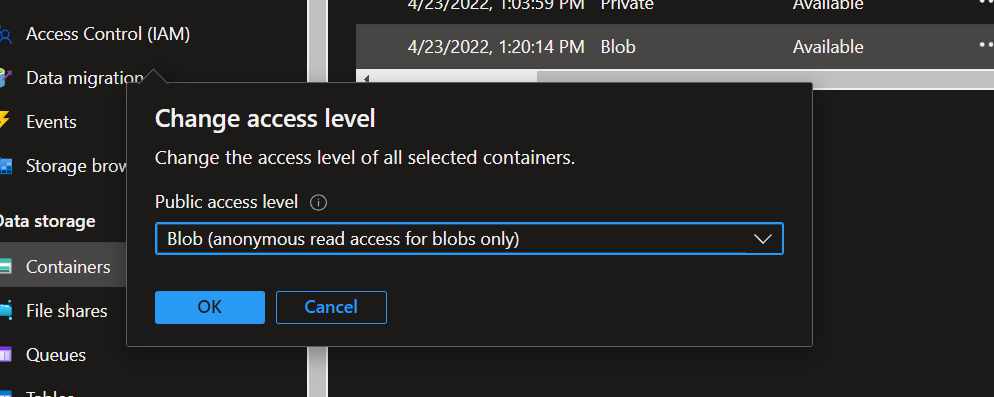 4/23/2022, 1:03:59 PM Private Available
Access Control (IAM)
4/23/2022, 1:20:14 PM Blob Available
Data migration
Change access level
Events
Change the access level of all selected containers.
Storage brow
Public access level
Data storage
Blob (anonymous read access for blobs only)
Containers
OK Cancel
File shares
Queues
Tables